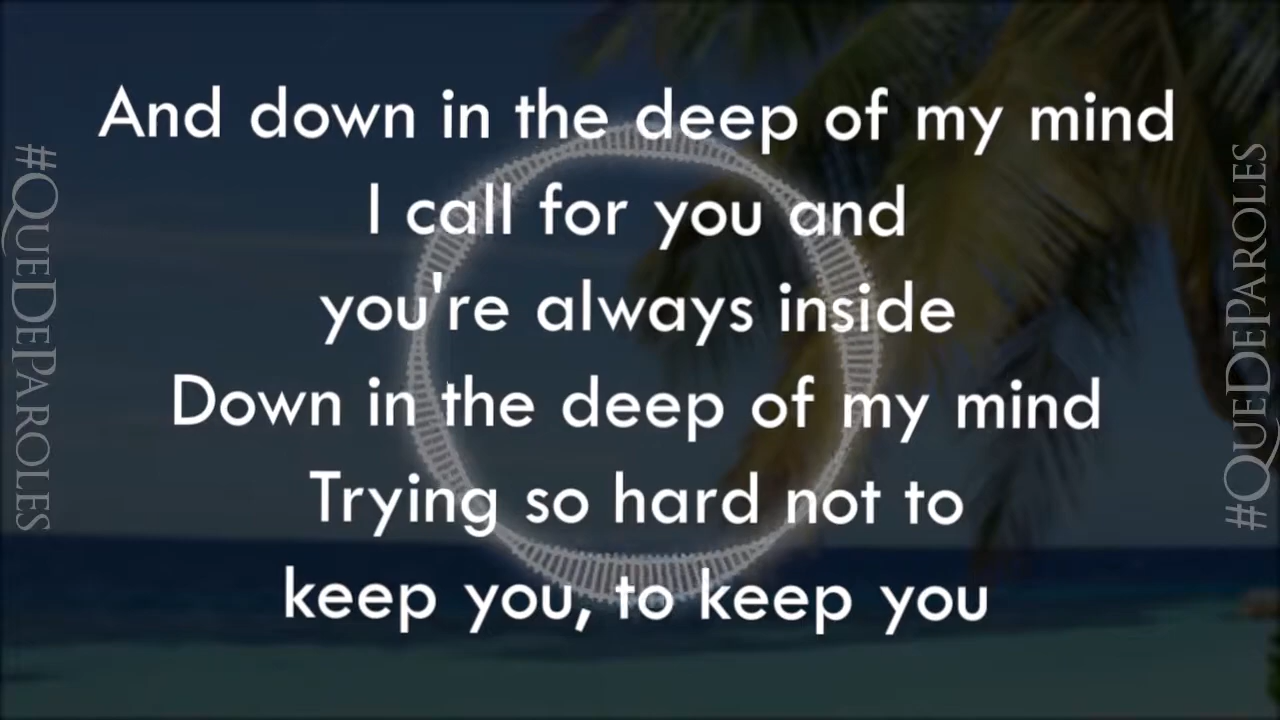 And down in the deep of my mind
I call for you and
you're always inside
Down in the deep of my mind
Trying so hard not to
keep you, to keep you
#QueDeParoles
#QueDeParoles